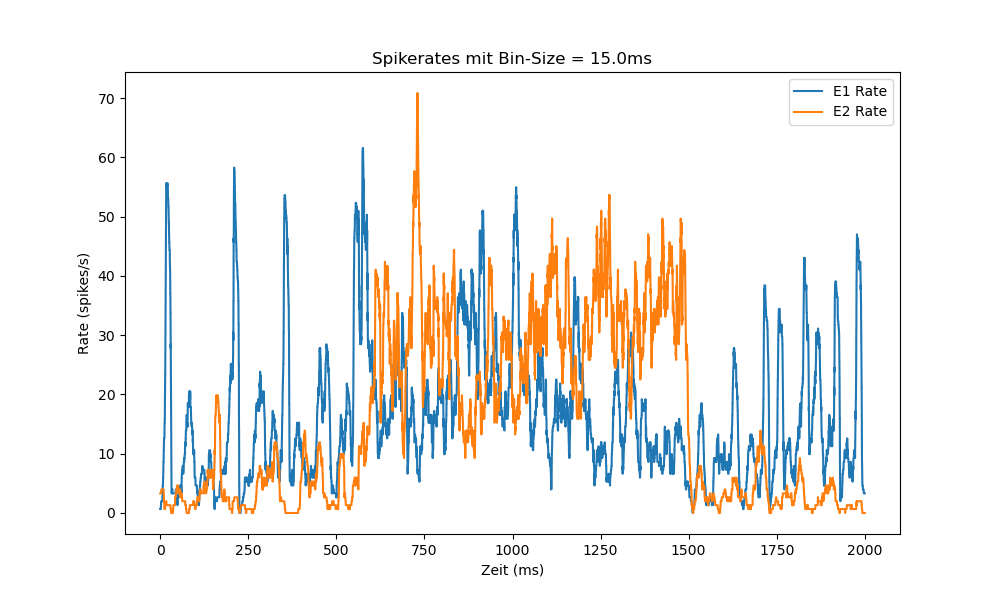 Spikerates mit Bin-Size = 15.0ms
E1 Rate
E2 Rate
Rate (spikes/s)
70
60
50
40
30
20
10
0
0 250 500 750 1000 1250 1500 1750 2000
Zeit (ms)